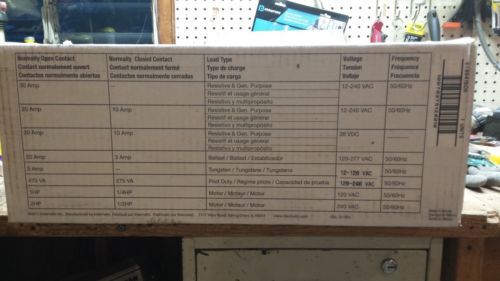 Normally Open Contact Normally Closed Contact Load Type Voltage Frequency
Contact normalement ouvert Contact normalement fermé Type de charge Tension Fréquence
Contactos normalmente abiertos Contactos normalmente cerrados Tipo de carga Voltaje Frecuencia
30 Amp – Resistive & Gen. Purpose 12-240 VAC 50/60Hz
Résistif et usage général
Resistivo y multipropósito
20 Amp 10 Amp Resistive & Gen. Purpose 12-240 VAC 50/60Hz
Résistif et usage général
Resistivo y multipropósito
20 Amp 10 Amp Resistive & Gen. Purpose 28 VDC
Résistif et usage général
Resistivo y multipropósito
20 Amp 3 Amp Ballast / Ballast / Estabilizador 120-277 VAC 50/60Hz
5 Amp – Tungsten / Tungstène / Tungsteno 12-120 VAC 50/60Hz
470 VA 275 VA Pilot Duty / Régime pilote / Capacidad de prueba 120-240 VAC 50/60Hz
1HP 1/4HP Motor / Moteur / Motor 120 VAC 50/60Hz
2HP 1/3HP Motor / Moteur / Motor 240 VAC 50/60Hz